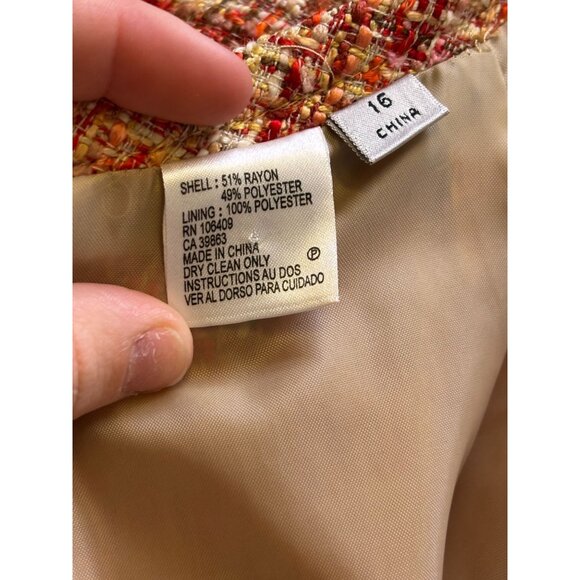 16
CHINA
SHELL : 51% RAYON
49% POLYESTER
LINING : 100% POLYESTER
RN 106409
CA 39863
MADE IN CHINA
DRY CLEAN ONLY
INSTRUCTIONS AU DOS
VER AL DORSO PARA CUIDADO
P